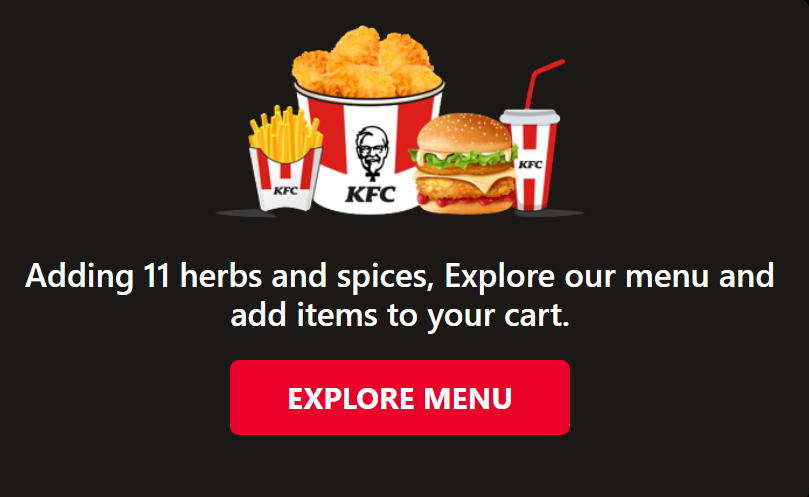 KFC
KFC
KFC
Adding 11 herbs and spices, Explore our menu and
add items to your cart.
EXPLORE MENU